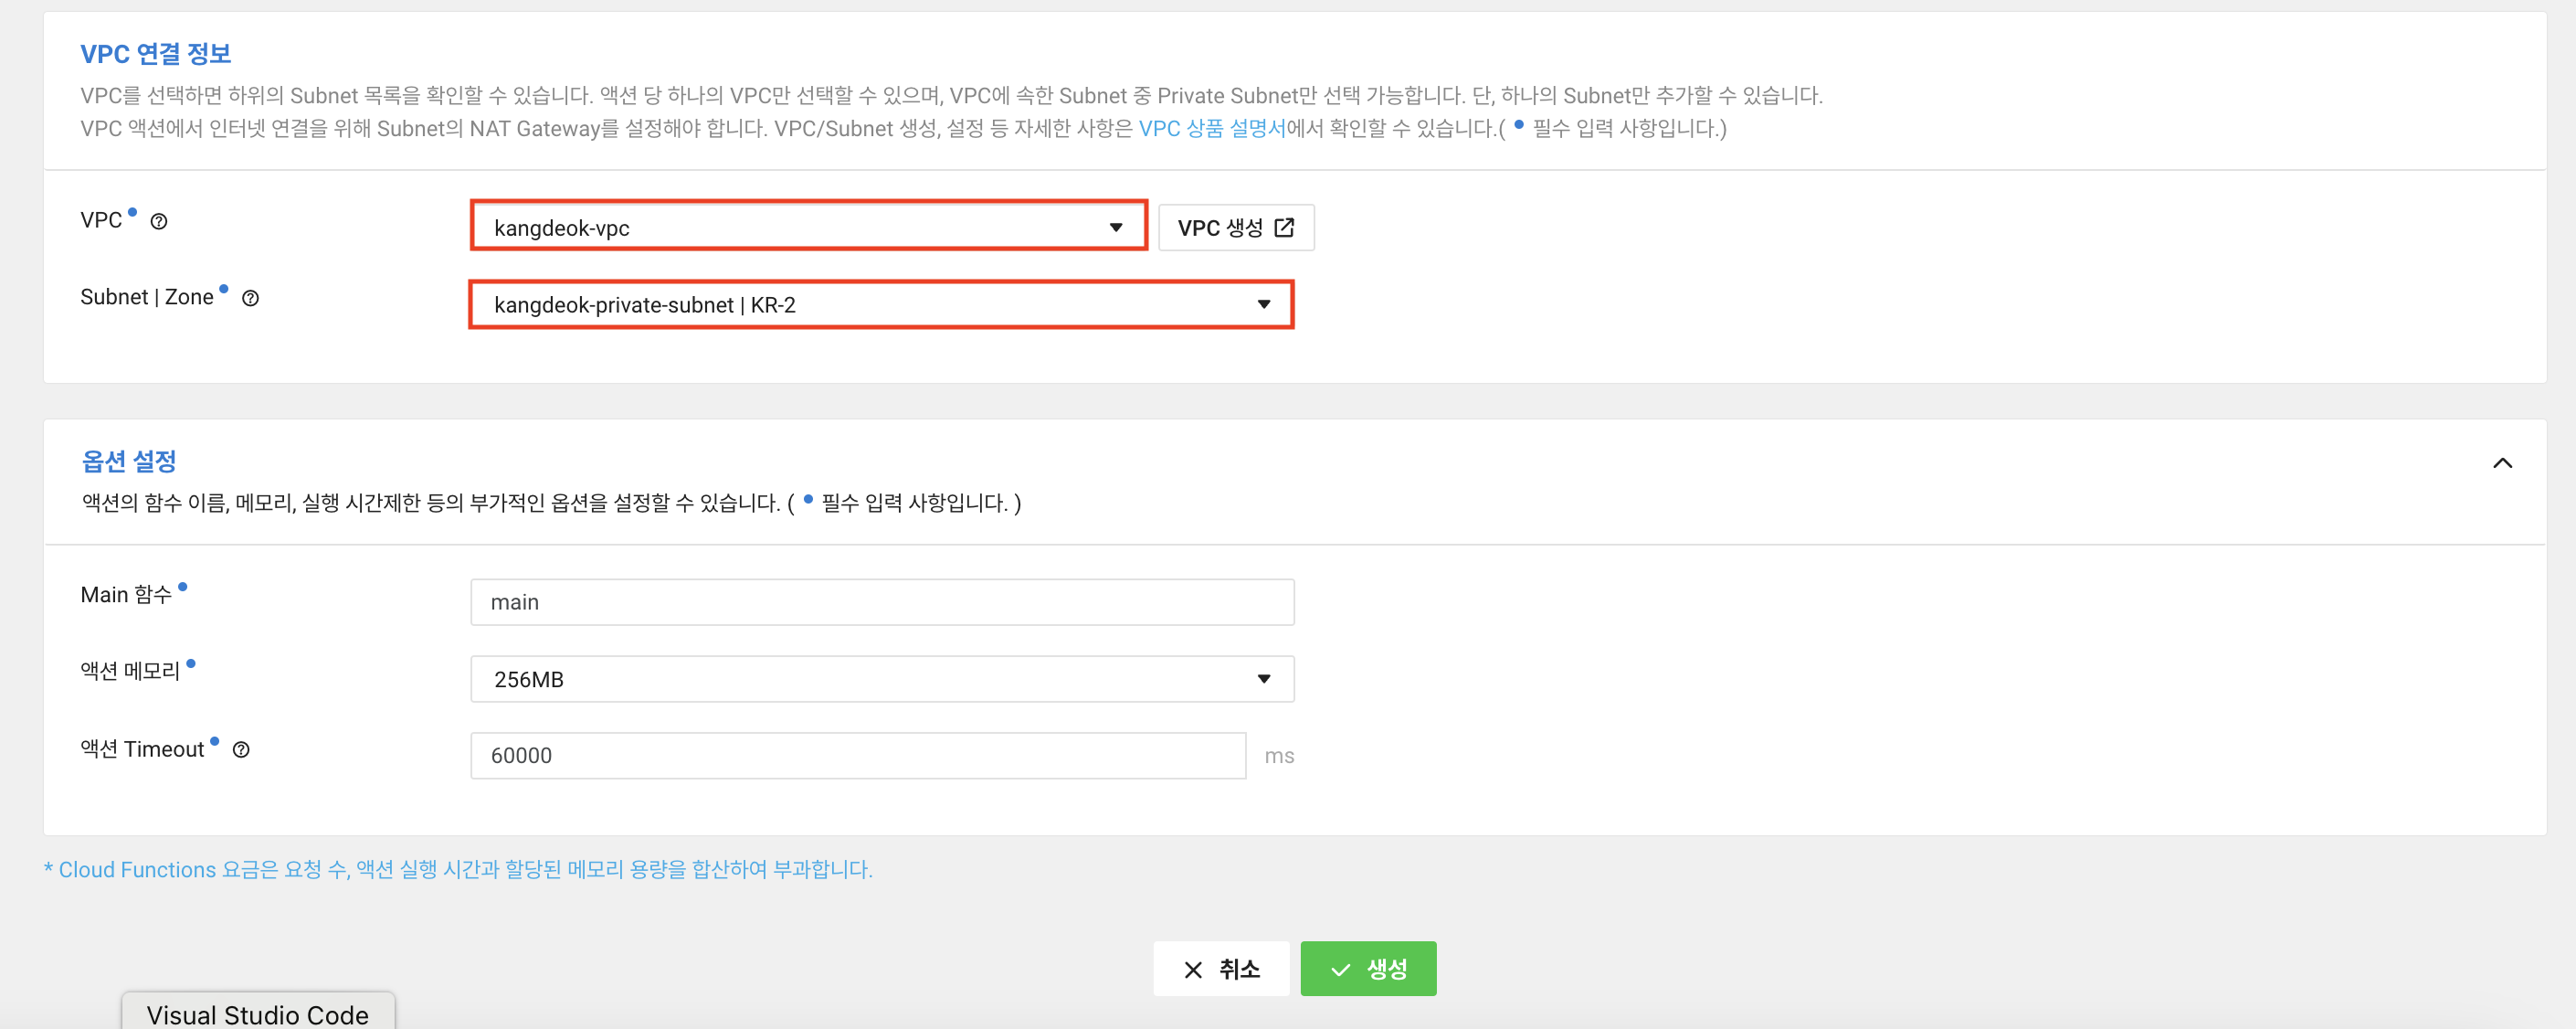 VPC 연결 정보
VPC를 선택하면 하위의 Subnet 목록을 확인할 수 있습니다. 액션 당 하나의 VPC만 선택할 수 있으며, VPC에 속한 Subnet 중 Private Subnet만 선택 가능합니다. 단, 하나의 Subnet만 추가할 수 있습니다.
VPC 액션에서 인터넷 연결을 위해 Subnet의 NAT Gateway를 설정해야 합니다. VPC/Subnet 생성, 설정 등 자세한 사항은 VPC 상품 설명서에서 확인할 수 있습니다.( • 필수 입력 사항입니다.)
VPC • ? kangdeok-vpc VPC 생성
Subnet | Zone • ? kangdeok-private-subnet | KR-2
옵션 설정
액션의 함수 이름, 메모리, 실행 시간제한 등의 부가적인 옵션을 설정할 수 있습니다. ( • 필수 입력 사항입니다. )
Main 함수 • main
액션 메모리 • 256MB
액션 Timeout • ? 60000 ms
* Cloud Functions 요금은 요청 수, 액션 실행 시간과 할당된 메모리 용량을 합산하여 부과합니다.
취소 생성
Visual Studio Code